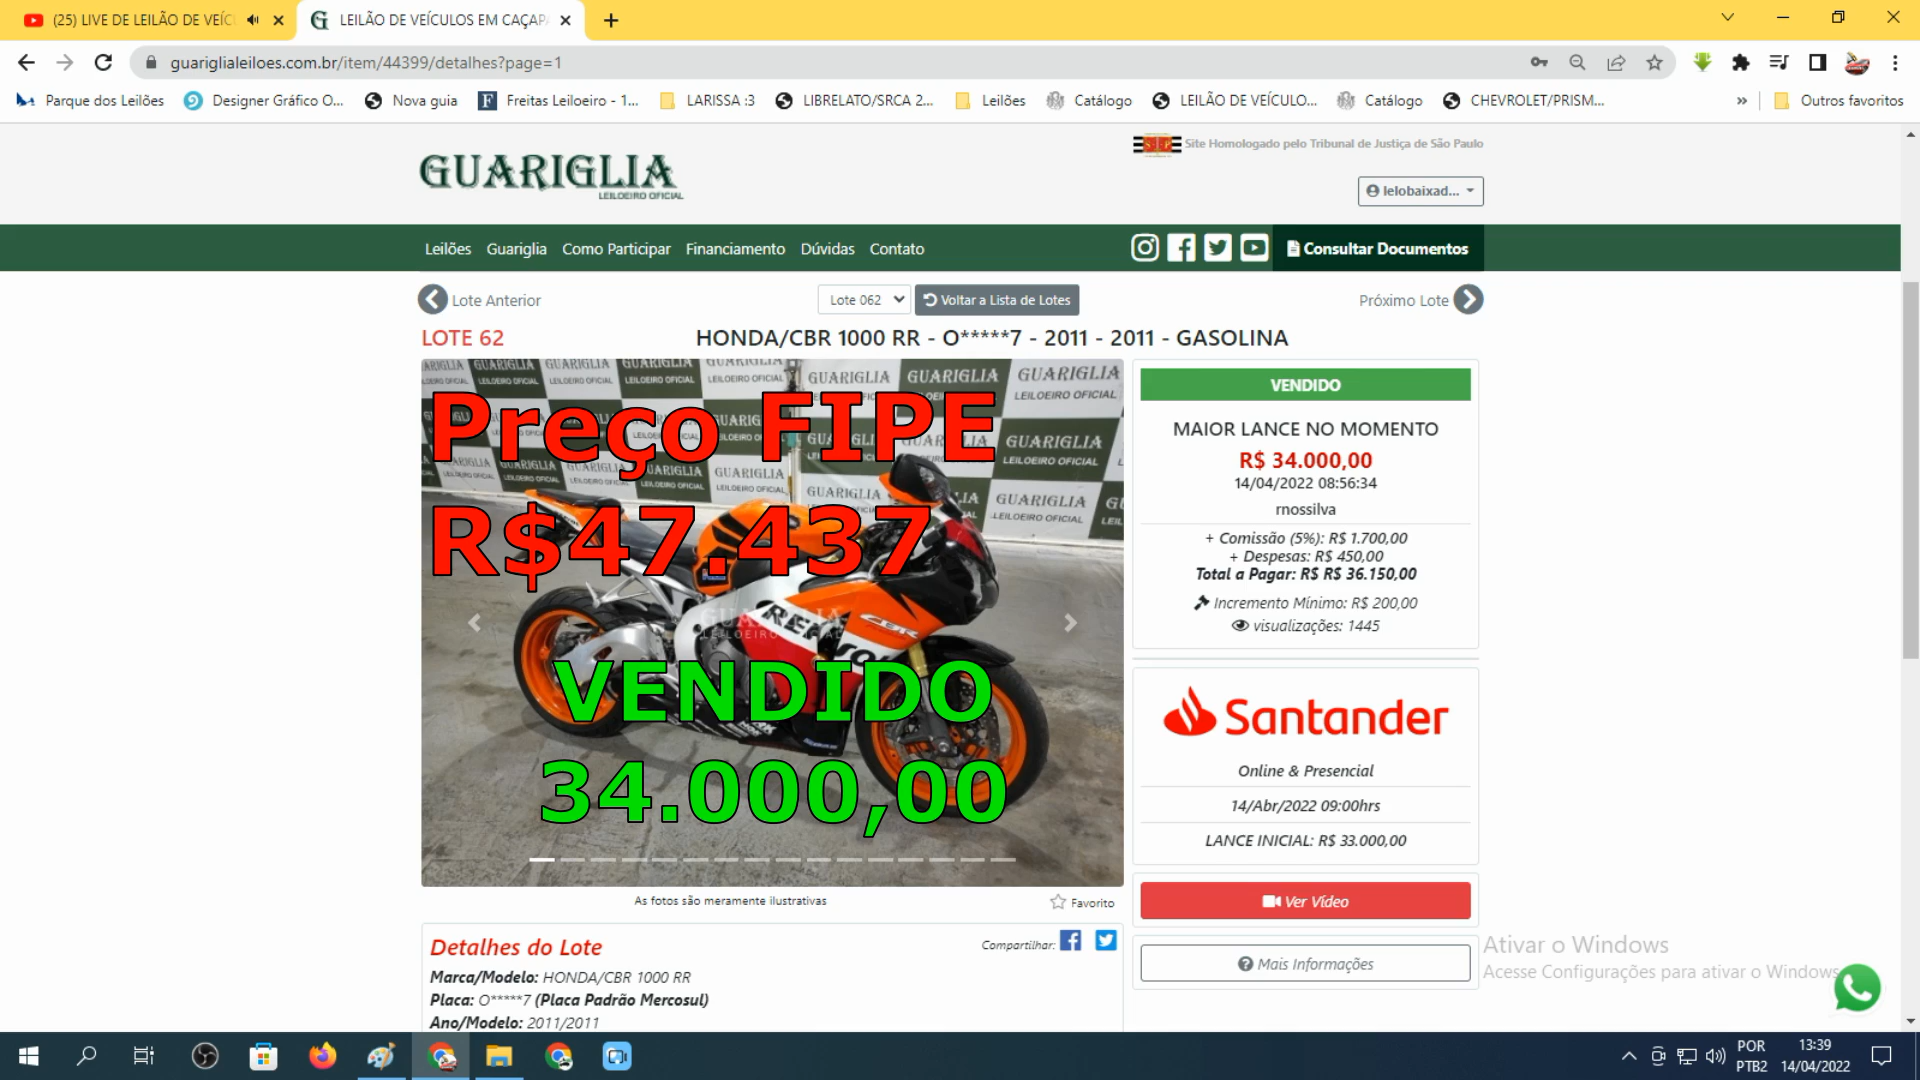 (25) LIVE DE LEILÃO DE VEÍC
LEILÃO DE VEÍCULOS EM CAÇAPA
guariglialeiloes.com.br/item/44399/detalhes?page=1
Parque dos Leilões
Designer Gráfico O...
Nova guia
Freitas Leiloeiro - 1...
LARISSA :3
LIBRELATO/SRCA 2...
Leilões
Catálogo
LEILÃO DE VEÍCULO...
Catálogo
CHEVROLET/PRISM...
»
Outros favoritos
GUARIGLIA
LEILOEIRO OFICIAL
Site Homologado pelo Tribunal de Justiça de São Paulo
lelobaixad...
Leilões
Guariglia
Como Participar
Financiamento
Dúvidas
Contato
Consultar Documentos
Lote Anterior
Lote 062
Voltar a Lista de Lotes
Próximo Lote
LOTE 62
HONDA/CBR 1000 RR - O*****7 - 2011 - 2011 - GASOLINA
Preço FIPE
R$47.437
VENDIDO
34.000,00
GUARIGLIA
LEILOEIRO OFICIAL
CBR
As fotos são meramente ilustrativas
Favorito
VENDIDO
MAIOR LANCE NO MOMENTO
R$ 34.000,00
14/04/2022 08:56:34
rnossilva
+ Comissão (5%): R$ 1.700,00
+ Despesas: R$ 450,00
Total a Pagar: R$ R$ 36.150,00
Incremento Mínimo: R$ 200,00
visualizações: 1445
Santander
Online & Presencial
14/Abr/2022 09:00hrs
LANCE INICIAL: R$ 33.000,00
Ver Vídeo
Mais Informações
Detalhes do Lote
Compartilhar:
Marca/Modelo: HONDA/CBR 1000 RR
Placa: O*****7 (Placa Padrão Mercosul)
Ano/Modelo: 2011/2011
Ativar o Windows
Acesse Configurações para ativar o Windows
POR
PTB2
13:39
14/04/2022